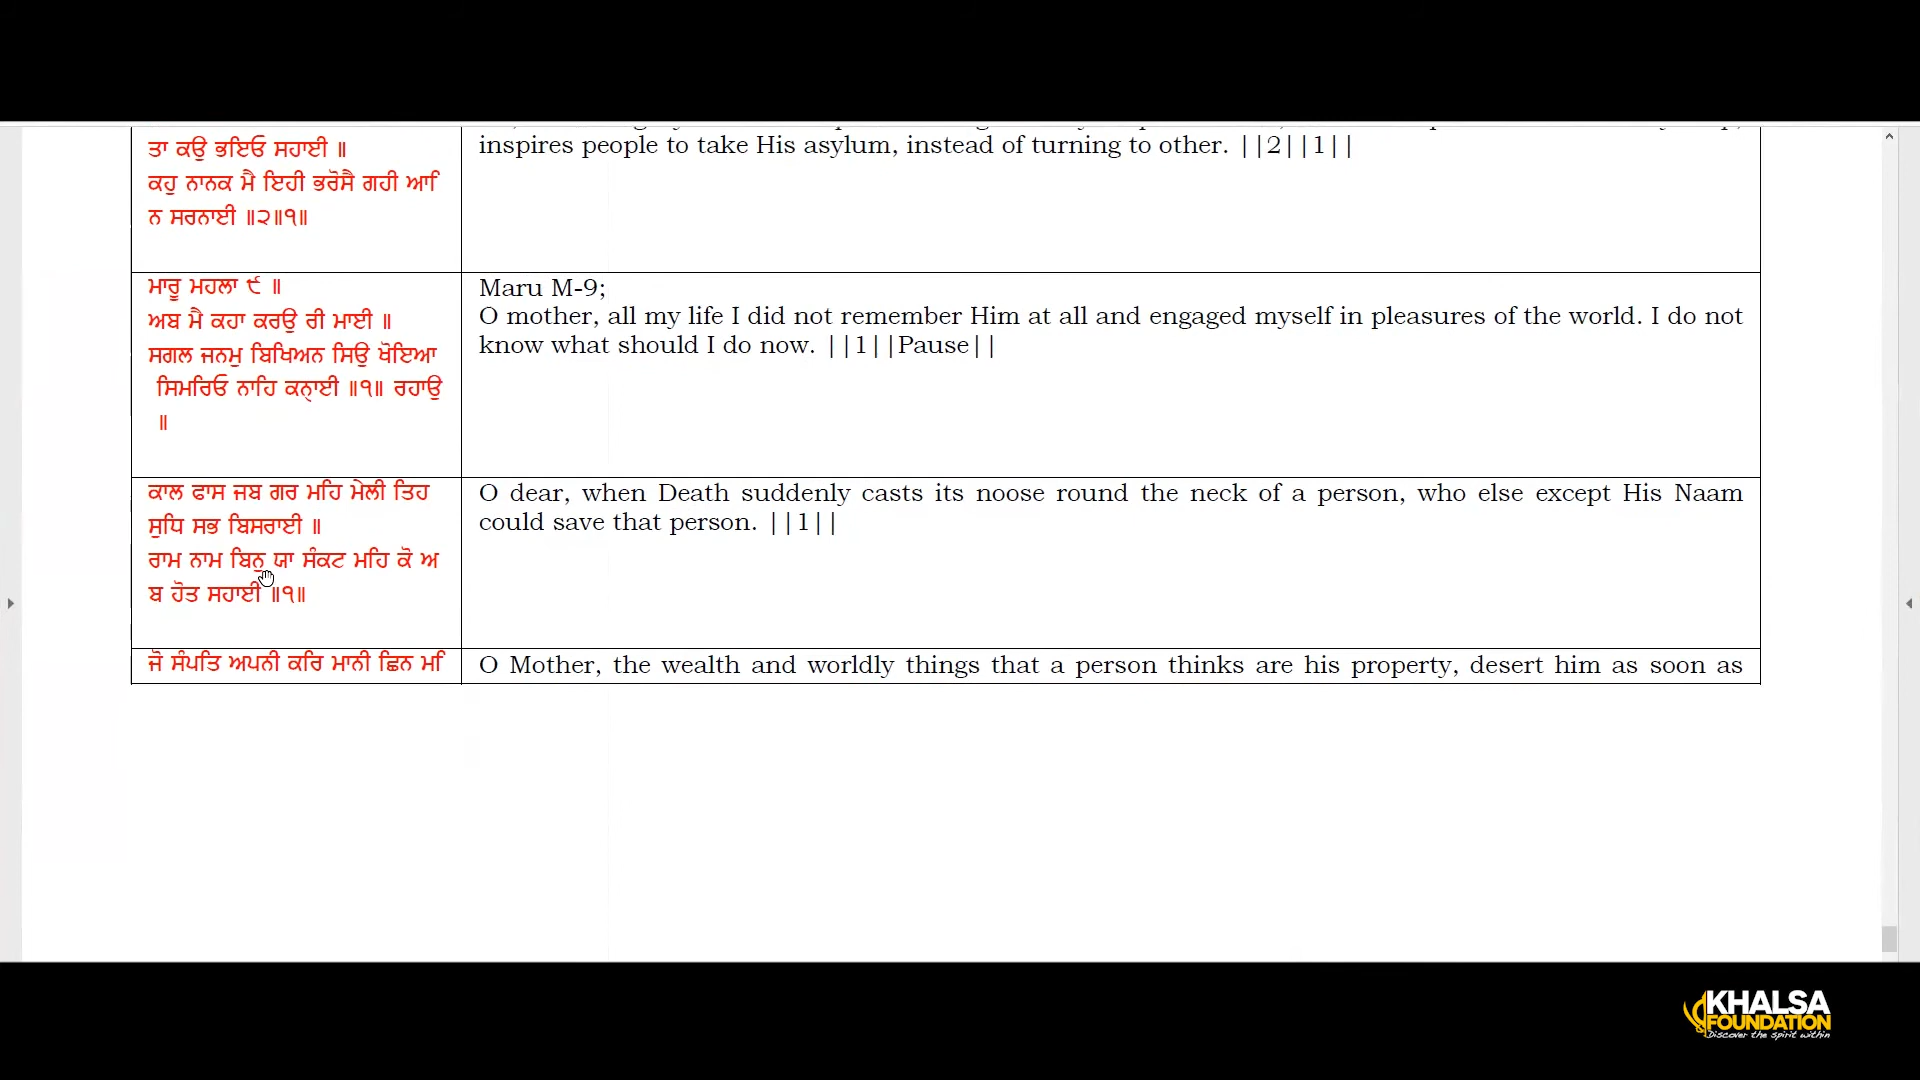 ਤਾ ਕਉ ਭਇਓ ਸਹਾਈ ॥
ਕਹੁ ਨਾਨਕ ਮੈ ਇਹੀ ਭਰੋਸੈ ਗਹੀ ਆਨਿ
ਨ ਸਰਨਾਈ ॥੨॥੧॥
inspires people to take His asylum, instead of turning to other. ||2||1||
ਮਾਰੂ ਮਹਲਾ ੯ ॥
ਅਬ ਮੈ ਕਹਾ ਕਰਉ ਰੀ ਮਾਈ ॥
ਸਗਲ ਜਨਮੁ ਬਿਖਿਅਨ ਸਿਉ ਖੋਇਆ
ਸਿਮਰਿਓ ਨਾਹਿ ਕਨੑਾਈ ॥੧॥ ਰਹਾਉ
॥
Maru M-9;
O mother, all my life I did not remember Him at all and engaged myself in pleasures of the world. I do not
know what should I do now. ||1||Pause||
ਕਾਲ ਫਾਸ ਜਬ ਗਰ ਮਹਿ ਮੇਲੀ ਤਿਹ
ਸੁਧਿ ਸਭ ਬਿਸਰਾਈ ॥
ਰਾਮ ਨਾਮ ਬਿਨੁ ਯਾ ਸੰਕਟ ਮਹਿ ਕੋ ਅ
ਬ ਹੋਤ ਸਹਾਈ ॥੧॥
O dear, when Death suddenly casts its noose round the neck of a person, who else except His Naam
could save that person. ||1||
ਜੋ ਸੰਪਤਿ ਅਪਨੀ ਕਰਿ ਮਾਨੀ ਛਿਨ ਮਹਿ
O Mother, the wealth and worldly things that a person thinks are his property, desert him as soon as
KHALSA
FOUNDATION
Discover the spirit within